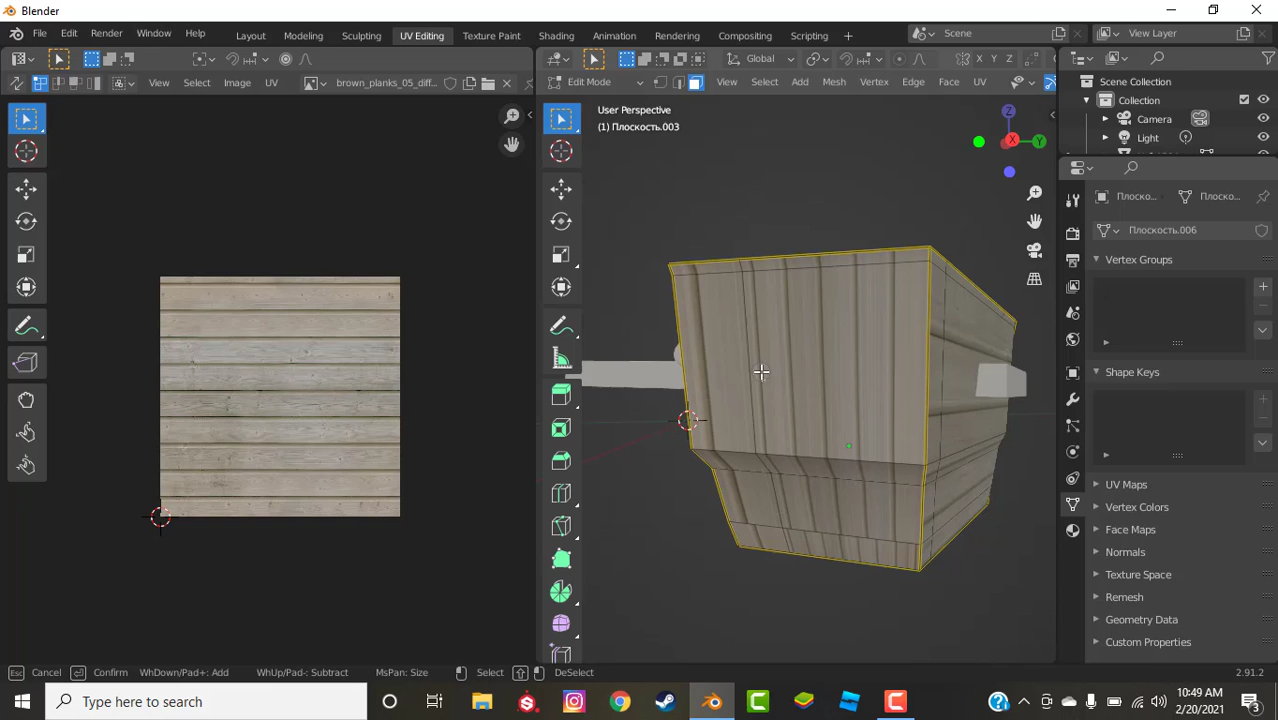 Blender
File Edit Render Window Help Layout Modeling Sculpting UV Editing Texture Paint Shading Animation Rendering Compositing Scripting + Scene View Layer
Global
View Select Image UV brown_planks_05_diff... Edit Mode View Select Add Mesh Vertex Edge Face UV
User Perspective
(1) Плоскость.003
Z
X
Y
Scene Collection
Collection
Camera
Light
Плоско... Плоско...
Плоскость.006
Vertex Groups
Shape Keys
UV Maps
Vertex Colors
Face Maps
Normals
Texture Space
Remesh
Geometry Data
Custom Properties
Esc Cancel Confirm WhDown/Pad+: Add WhUp/Pad-: Subtract MsPan: Size Select DeSelect 2.91.2
Type here to search
10:49 AM
2/20/2021
3